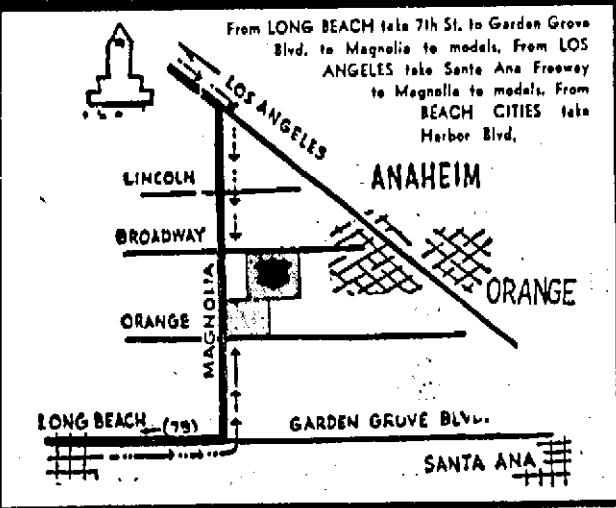 From LONG BEACH take 7th St. to Garden Grove
Blvd. to Magnolia to models. From LOS
ANGELES take Santa Ana Freeway
to Magnolia to models. From
BEACH CITIES take
Harbor Blvd.
LOS ANGELES
LINCOLN
ANAHEIM
BROADWAY
MAGNOLIA
ORANGE
ORANGE
LONG BEACH
(79)
GARDEN GROVE BLVD.
SANTA ANA